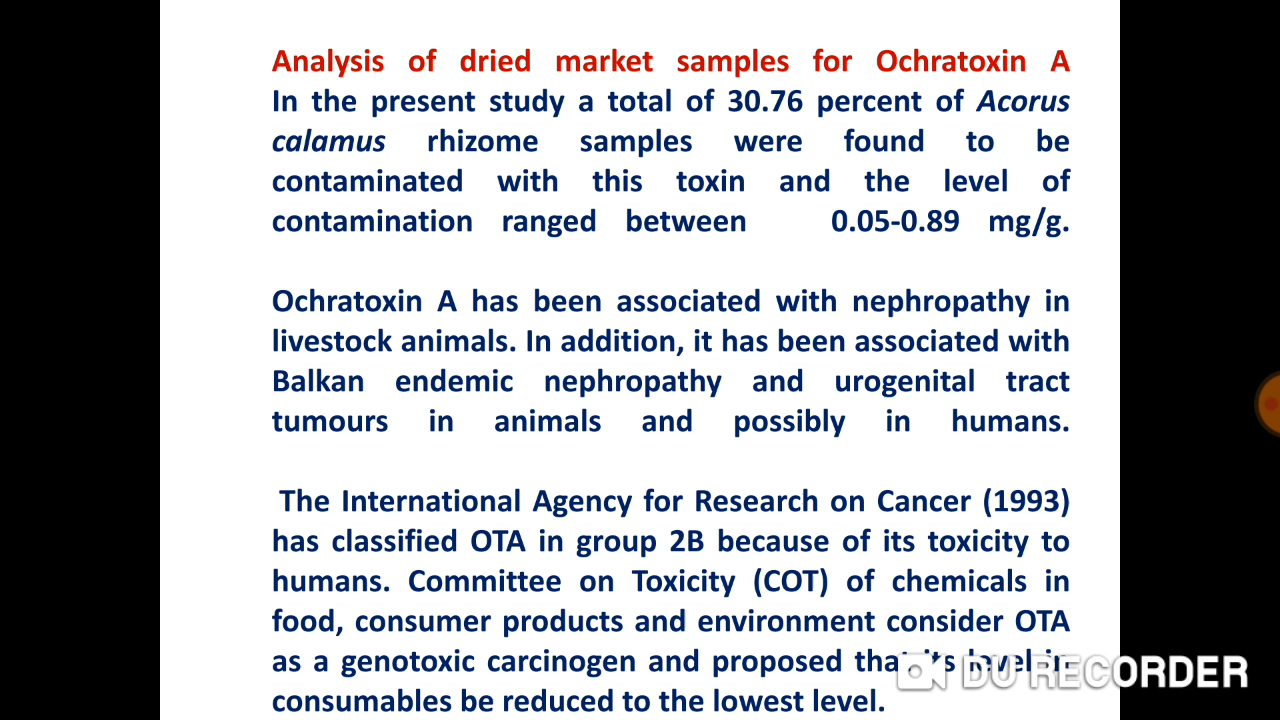 Analysis of dried market samples for Ochratoxin A
In the present study a total of 30.76 percent of Acorus
calamus rhizome samples were found to be
contaminated with this toxin and the level of
contamination ranged between 0.05-0.89 mg/g.
Ochratoxin A has been associated with nephropathy in
livestock animals. In addition, it has been associated with
Balkan endemic nephropathy and urogenital tract
tumours in animals and possibly in humans.
The International Agency for Research on Cancer (1993)
has classified OTA in group 2B because of its toxicity to
humans. Committee on Toxicity (COT) of chemicals in
food, consumer products and environment consider OTA
as a genotoxic carcinogen and proposed that its level in
consumables be reduced to the lowest level.
DU RECORDER